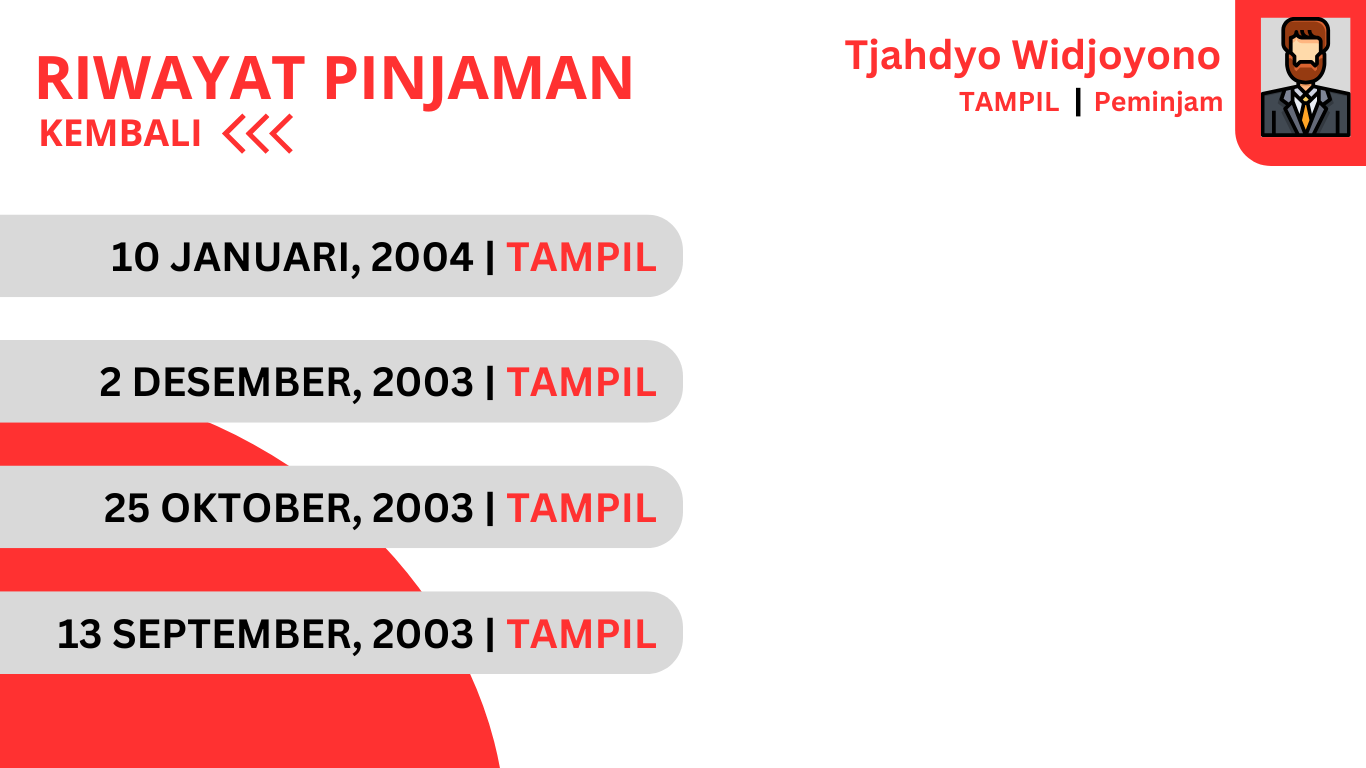 RIWAYAT PINJAMAN
KEMBALI
Tjahdyo Widjoyono
TAMPIL | Peminjam
10 JANUARI, 2004 | TAMPIL
2 DESEMBER, 2003 | TAMPIL
25 OKTOBER, 2003 | TAMPIL
13 SEPTEMBER, 2003 | TAMPIL